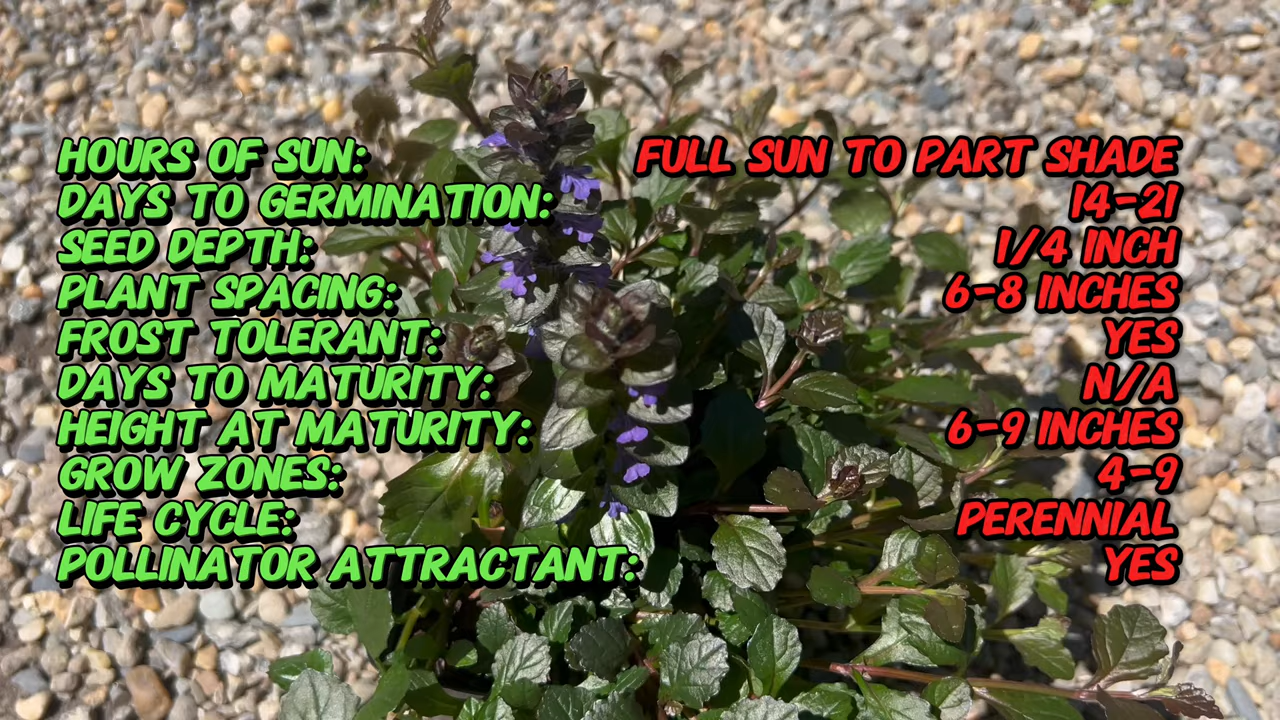 HOURS OF SUN: FULL SUN TO PART SHADE
DAYS TO GERMINATION: 14-21
SEED DEPTH: 1/4 INCH
PLANT SPACING: 6-8 INCHES
FROST TOLERANT: YES
DAYS TO MATURITY: N/A
HEIGHT AT MATURITY: 6-9 INCHES
GROW ZONES: 4-9
LIFE CYCLE: PERENNIAL
POLLINATOR ATTRACTANT: YES